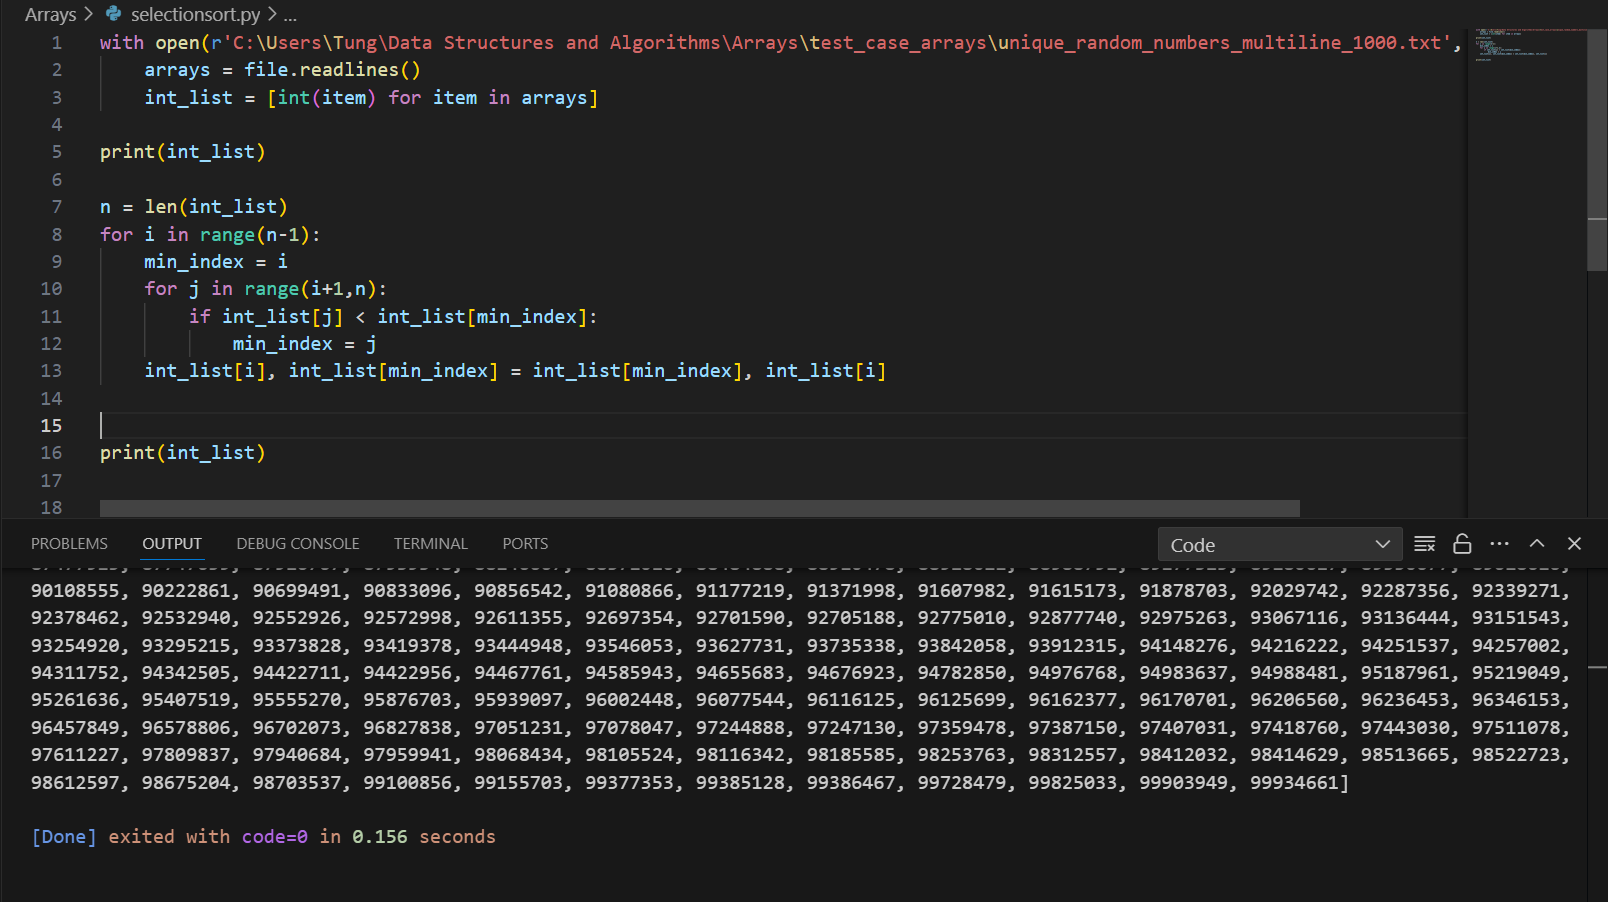 Arrays > selectionsort.py > ...
1 with open(r'C:\Users\Tung\Data Structures and Algorithms\Arrays\test_case_arrays\unique_random_numbers_multiline_1000.txt',
2 arrays = file.readlines()
3 int_list = [int(item) for item in arrays]
4
5 print(int_list)
6
7 n = len(int_list)
8 for i in range(n-1):
9 min_index = i
10 for j in range(i+1,n):
11 if int_list[j] < int_list[min_index]:
12 min_index = j
13 int_list[i], int_list[min_index] = int_list[min_index], int_list[i]
14
15
16 print(int_list)
17
18
PROBLEMS OUTPUT DEBUG CONSOLE TERMINAL PORTS Code
90108555, 90222861, 90699491, 90833096, 90856542, 91080866, 91177219, 91371998, 91607982, 91615173, 91878703, 92029742, 92287356, 92339271,
92378462, 92532940, 92552926, 92572998, 92611355, 92697354, 92701590, 92705188, 92775010, 92877740, 92975263, 93067116, 93136444, 93151543,
93254920, 93295215, 93373828, 93419378, 93444948, 93546053, 93627731, 93735338, 93842058, 93912315, 94148276, 94216222, 94251537, 94257002,
94311752, 94342505, 94422711, 94422956, 94467761, 94585943, 94655683, 94676923, 94782850, 94976768, 94983637, 94988481, 95187961, 95219049,
95261636, 95407519, 95555270, 95876703, 95939097, 96002448, 96077544, 96116125, 96125699, 96162377, 96170701, 96206560, 96236453, 96346153,
96457849, 96578806, 96702073, 96827838, 97051231, 97078047, 97244888, 97247130, 97359478, 97387150, 97407031, 97418760, 97443030, 97511078,
97611227, 97809837, 97940684, 97959941, 98068434, 98105524, 98116342, 98185585, 98253763, 98312557, 98412032, 98414629, 98513665, 98522723,
98612597, 98675204, 98703537, 99100856, 99155703, 99377353, 99385128, 99386467, 99728479, 99825033, 99903949, 99934661]
[Done] exited with code=0 in 0.156 seconds